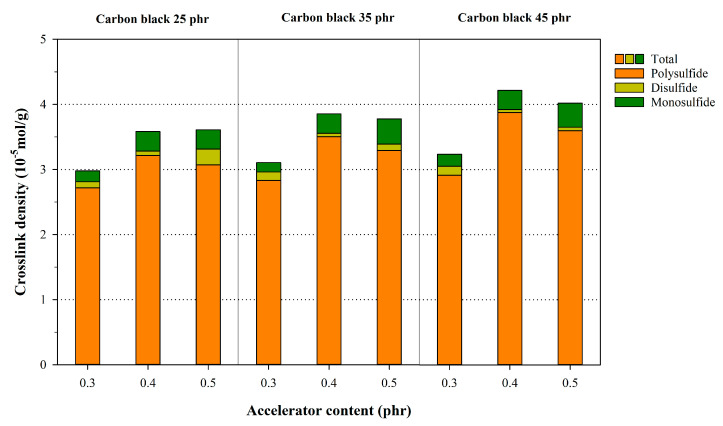 Carbon black 25 phr Carbon black 35 phr Carbon black 45 phr
5
4
3
2
1
0
Crosslink density (10⁻⁵mol/g)
0.3 0.4 0.5 0.3 0.4 0.5 0.3 0.4 0.5
Accelerator content (phr)
Total
Polysulfide
Disulfide
Monosulfide